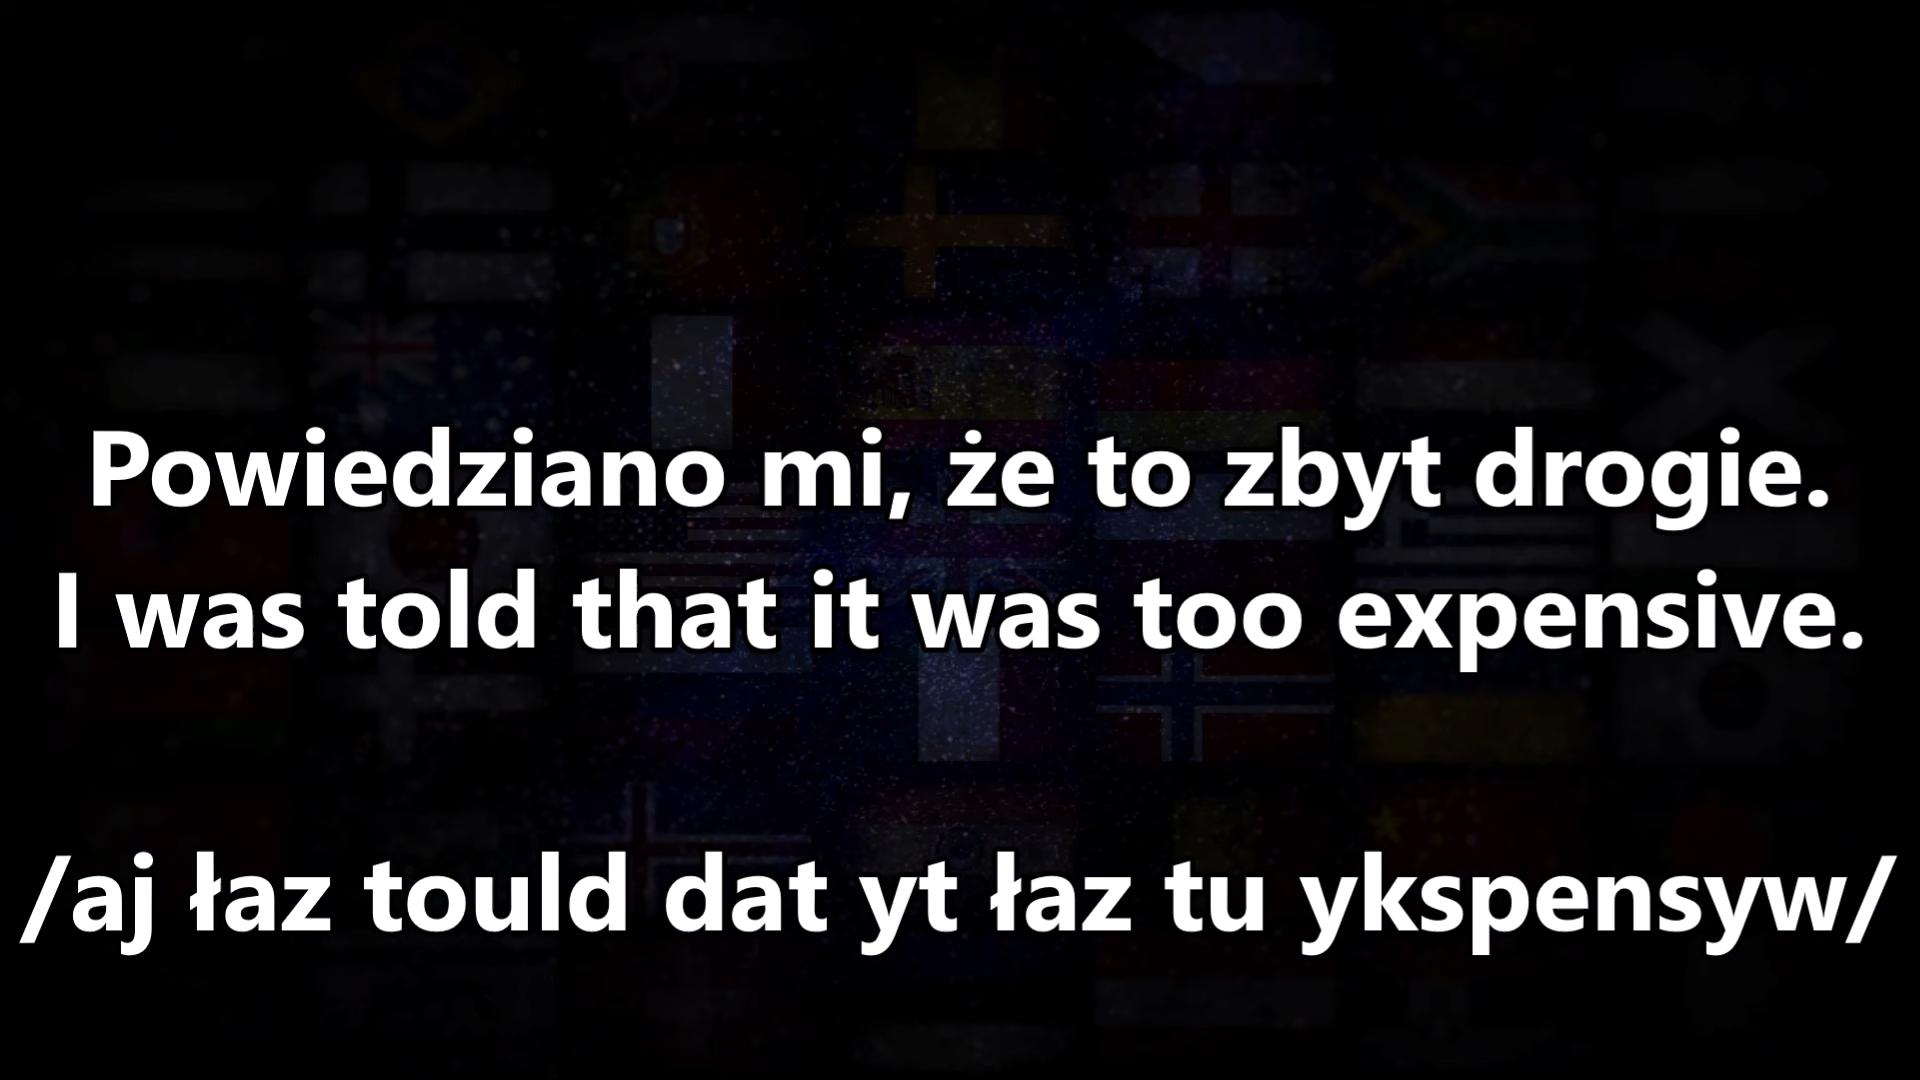 Powiedziano mi, że to zbyt drogie.
I was told that it was too expensive.
/aj łaz tould dat yt łaz tu ykspensyw/